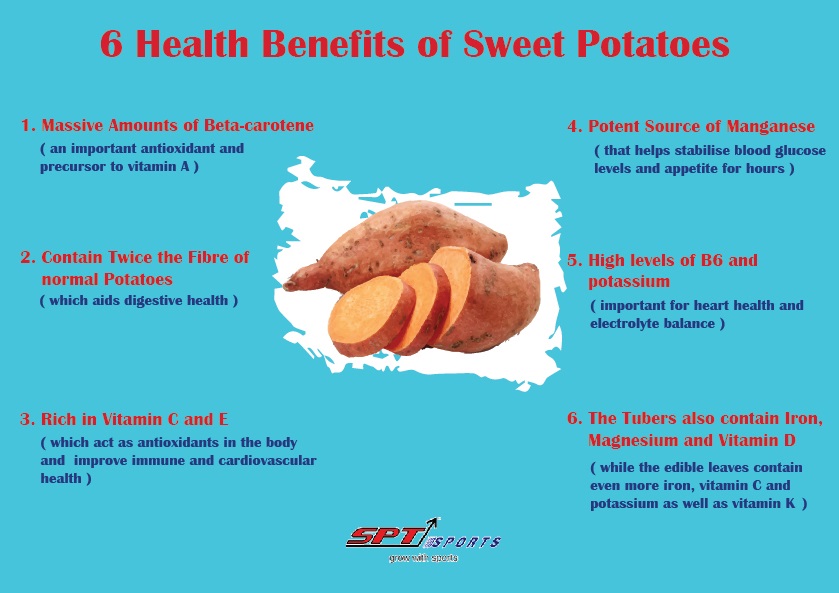 6 Health Benefits of Sweet Potatoes
1. Massive Amounts of Beta-carotene
( an important antioxidant and
precursor to vitamin A )
2. Contain Twice the Fibre of
normal Potatoes
( which aids digestive health )
3. Rich in Vitamin C and E
( which act as antioxidants in the body
and improve immune and cardiovascular
health )
4. Potent Source of Manganese
( that helps stabilise blood glucose
levels and appetite for hours )
5. High levels of B6 and
potassium
( important for heart health and
electrolyte balance )
6. The Tubers also contain Iron,
Magnesium and Vitamin D
( while the edible leaves contain
even more iron, vitamin C and
potassium as well as vitamin K )
SPT SPORTS
grow with sports